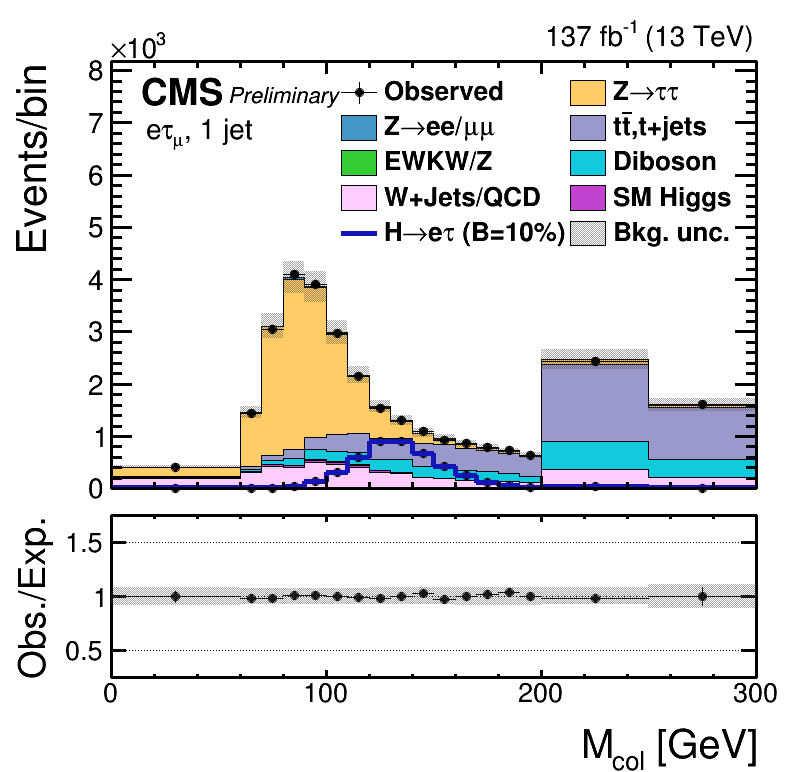 ×10³
137 fb⁻¹ (13 TeV)
CMS Preliminary
eτμ, 1 jet
Observed
Z→ττ
Z→ee/μμ
tt̄,t+jets
EWKW/Z
Diboson
W+Jets/QCD
SM Higgs
H→eτ (B=10%)
Bkg. unc.
Events/bin
8
7
6
5
4
3
2
1
0
Obs./Exp.
1.5
1
0.5
0 100 200 300
M_col [GeV]